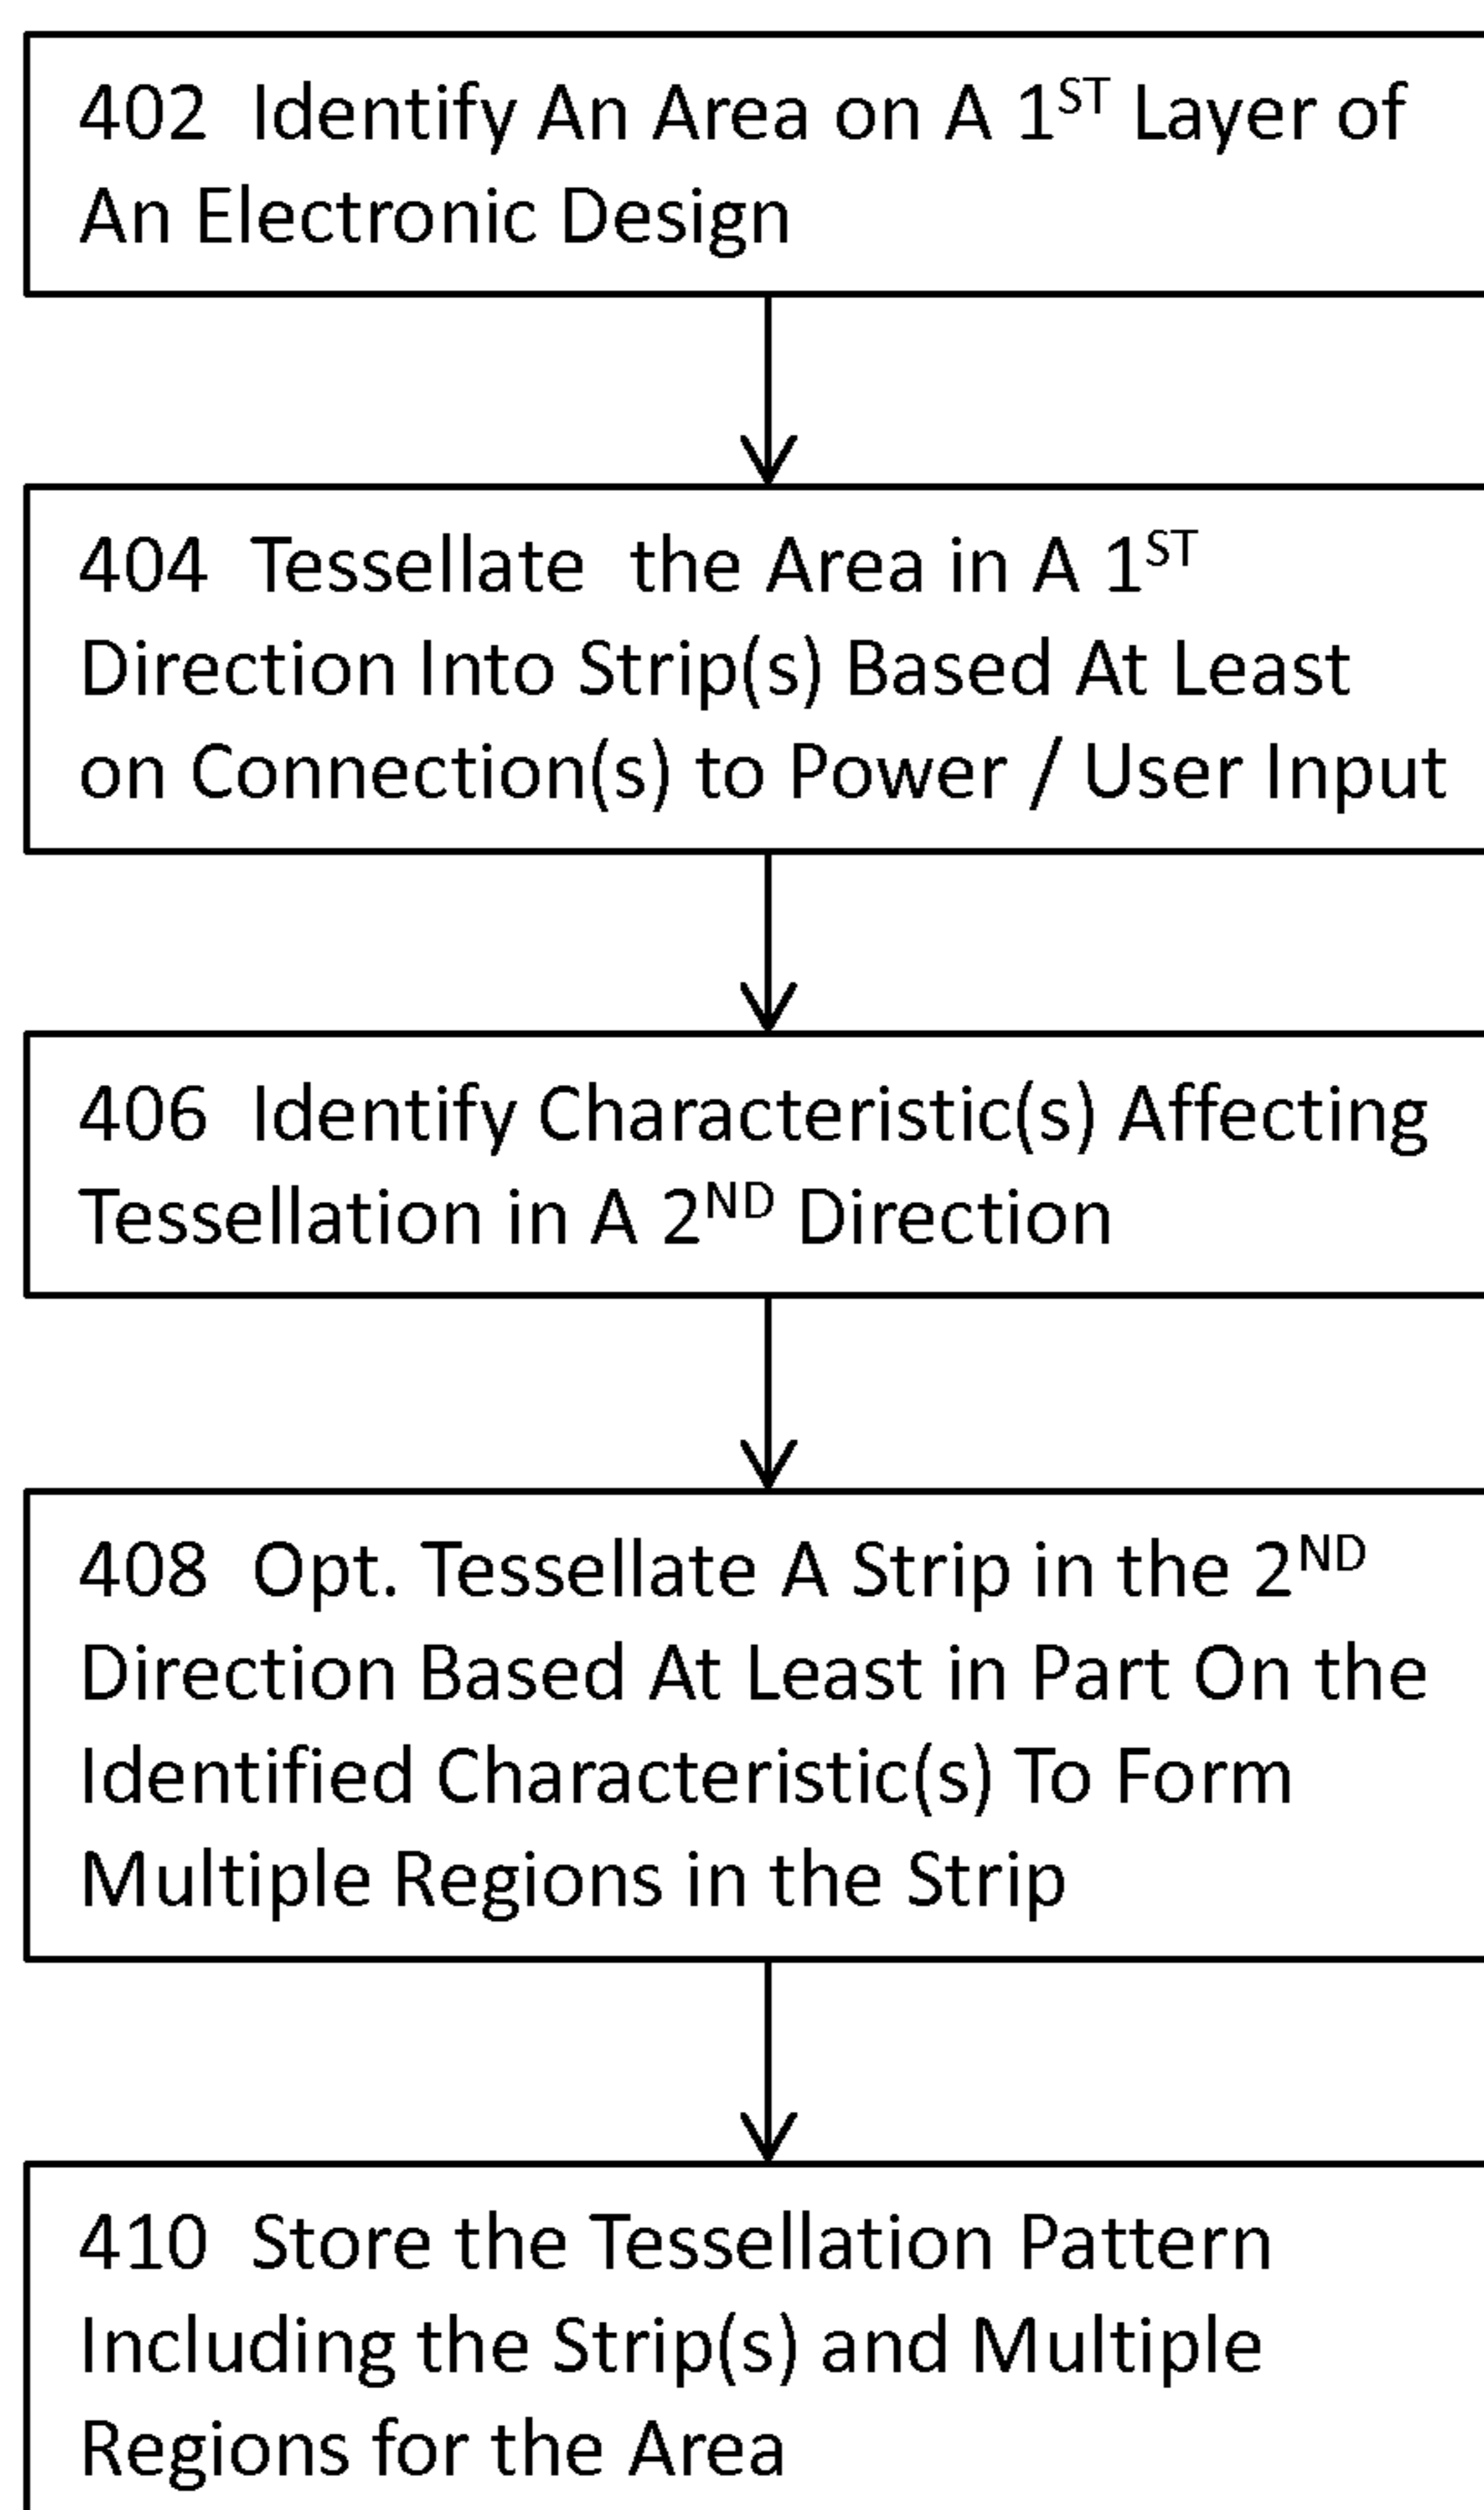 402 Identify An Area on A 1ST Layer of
An Electronic Design
404 Tessellate the Area in A 1ST
Direction Into Strip(s) Based At Least
on Connection(s) to Power / User Input
406 Identify Characteristic(s) Affecting
Tessellation in A 2ND Direction
408 Opt. Tessellate A Strip in the 2ND
Direction Based At Least in Part On the
Identified Characteristic(s) To Form
Multiple Regions in the Strip
410 Store the Tessellation Pattern
Including the Strip(s) and Multiple
Regions for the Area